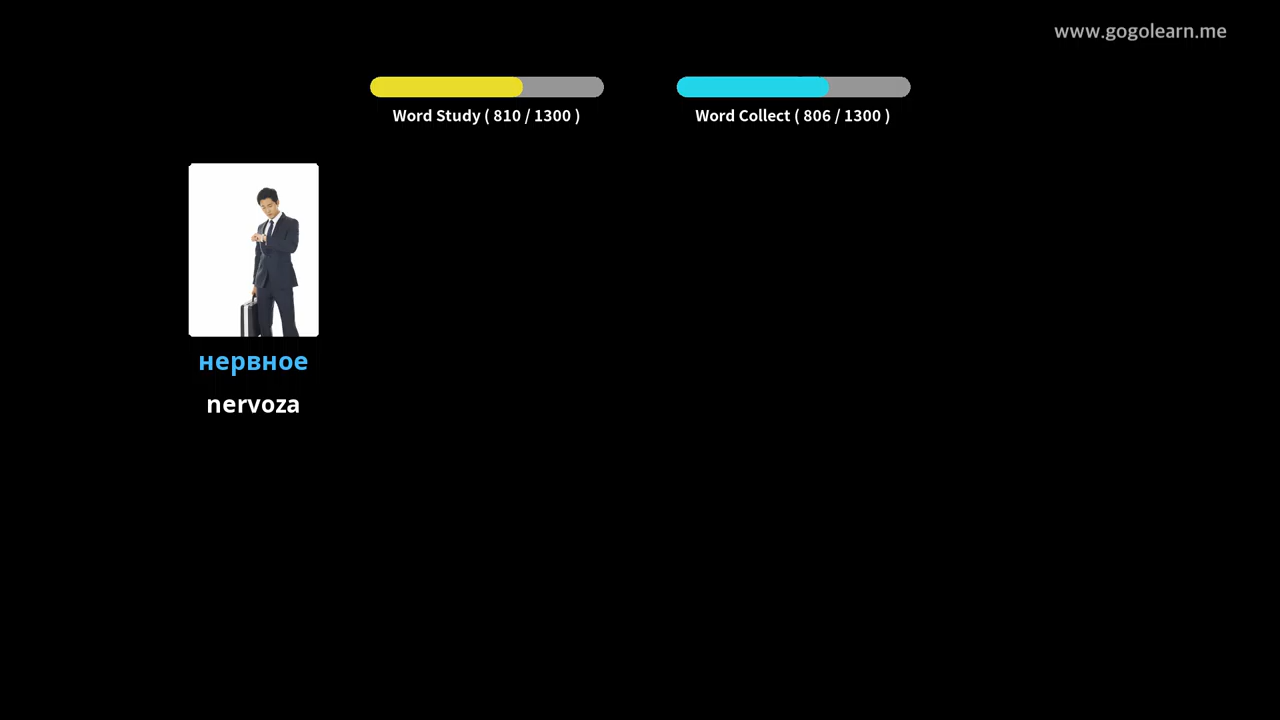 www.gogolearn.me
Word Study ( 810 / 1300 )
Word Collect ( 806 / 1300 )
нервное
nervoza